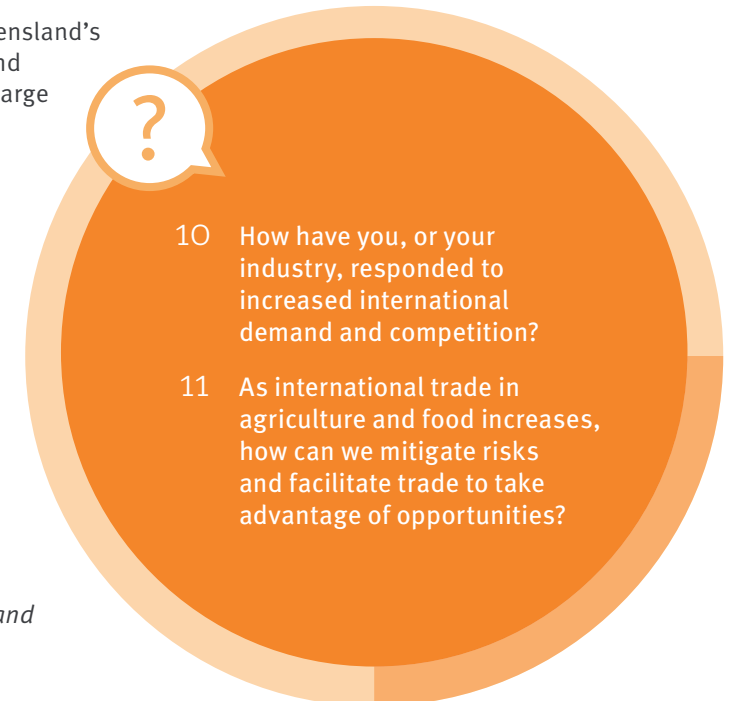 ensland's
nd
arge
?
10 How have you, or your
industry, responded to
increased international
demand and competition?
11 As international trade in
agriculture and food increases,
how can we mitigate risks
and facilitate trade to take
advantage of opportunities?
and